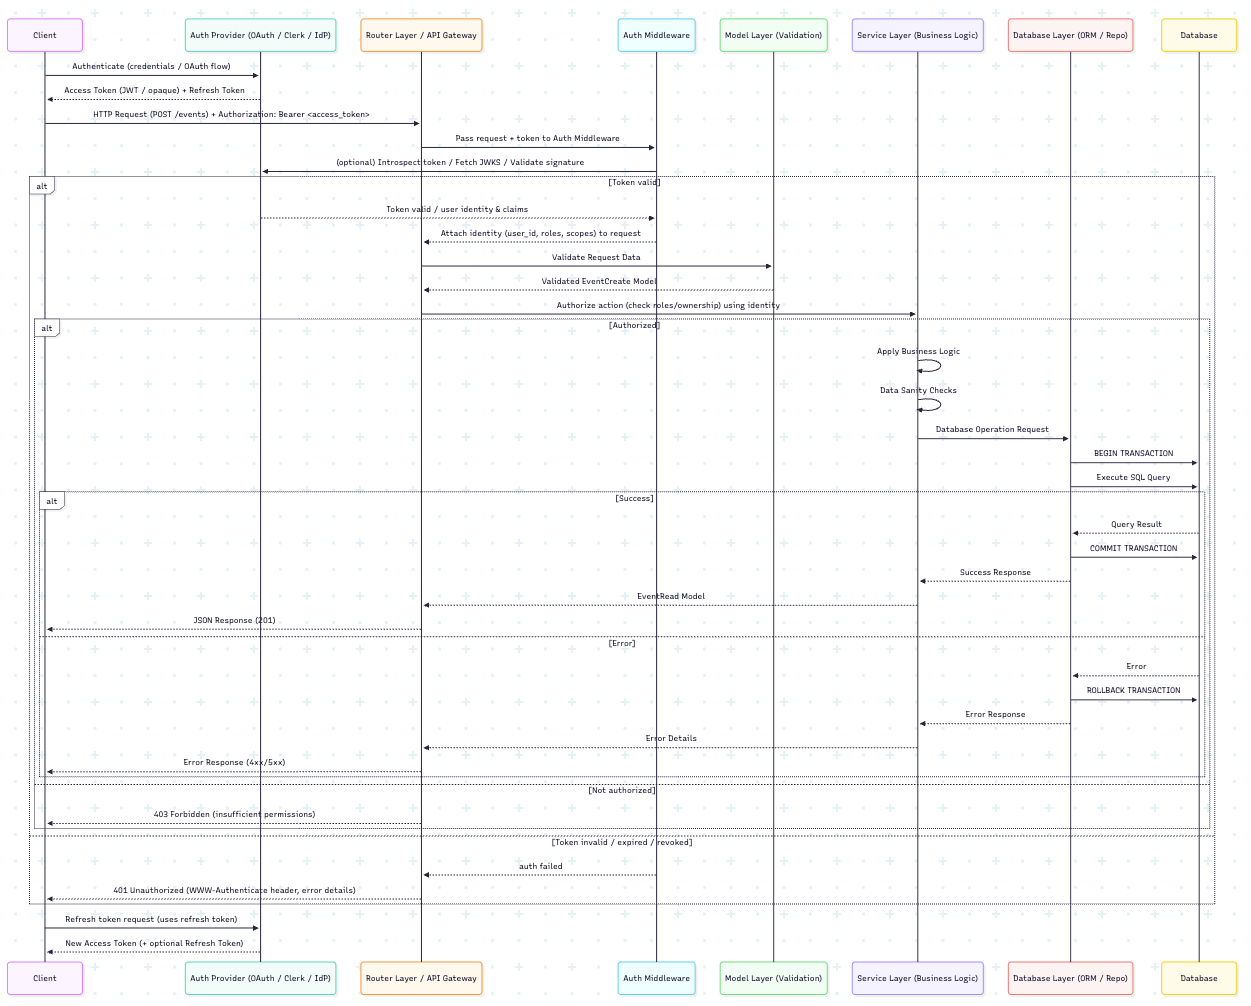 Client
Auth Provider (OAuth / Clerk / IdP)
Router Layer / API Gateway
Auth Middleware
Model Layer (Validation)
Service Layer (Business Logic)
Database Layer (ORM / Repo)
Database
Authenticate (credentials / OAuth flow)
Access Token (JWT / opaque) + Refresh Token
HTTP Request (POST /events) + Authorization: Bearer <access_token>
Pass request + token to Auth Middleware
(optional) Introspect token / Fetch JWKS / Validate signature
alt
[Token valid]
Token valid / user identity & claims
Attach identity (user_id, roles, scopes) to request
Validate Request Data
Validated EventCreate Model
Authorize action (check roles/ownership) using identity
alt
[Authorized]
Apply Business Logic
Data Sanity Checks
Database Operation Request
BEGIN TRANSACTION
Execute SQL Query
alt
[Success]
Query Result
COMMIT TRANSACTION
Success Response
EventRead Model
JSON Response (201)
[Error]
Error
ROLLBACK TRANSACTION
Error Response
Error Details
Error Response (4xx/5xx)
[Not authorized]
403 Forbidden (insufficient permissions)
[Token invalid / expired / revoked]
auth failed
401 Unauthorized (WWW-Authenticate header, error details)
Refresh token request (uses refresh token)
New Access Token (+ optional Refresh Token)
Client
Auth Provider (OAuth / Clerk / IdP)
Router Layer / API Gateway
Auth Middleware
Model Layer (Validation)
Service Layer (Business Logic)
Database Layer (ORM / Repo)
Database